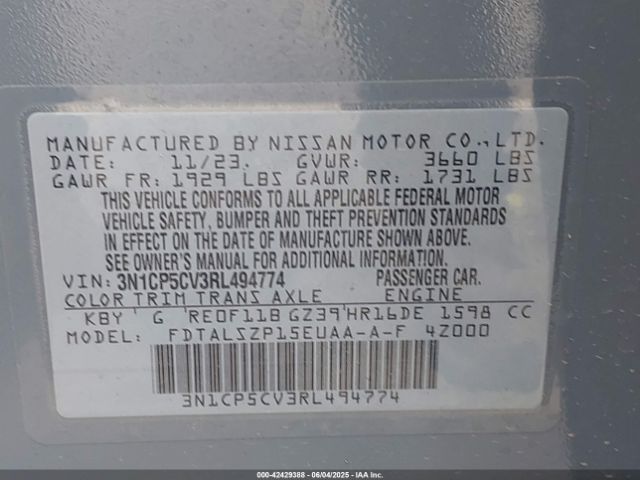 MANUFACTURED BY NISSAN MOTOR CO.,LTD.
DATE: 11/23. GVWR: 3660 LBS
GAWR FR: 1929 LBS GAWR RR: 1731 LBS
THIS VEHICLE CONFORMS TO ALL APPLICABLE FEDERAL MOTOR
VEHICLE SAFETY, BUMPER AND THEFT PREVENTION STANDARDS
IN EFFECT ON THE DATE OF MANUFACTURE SHOWN ABOVE.
SEE OWNER'S MANUAL FOR ADDITIONAL INFORMATION.
VIN: 3N1CP5CV3RL494774 PASSENGER CAR.
COLOR TRIM TRANS AXLE ENGINE
KBY G RE0F11B GZ39 HR16DE 1598 CC
MODEL: FDTALSZP15EUAA-A-F 4Z000
3N1CP5CV3RL494774
000-42429388 - 06/04/2025 - IAA Inc.